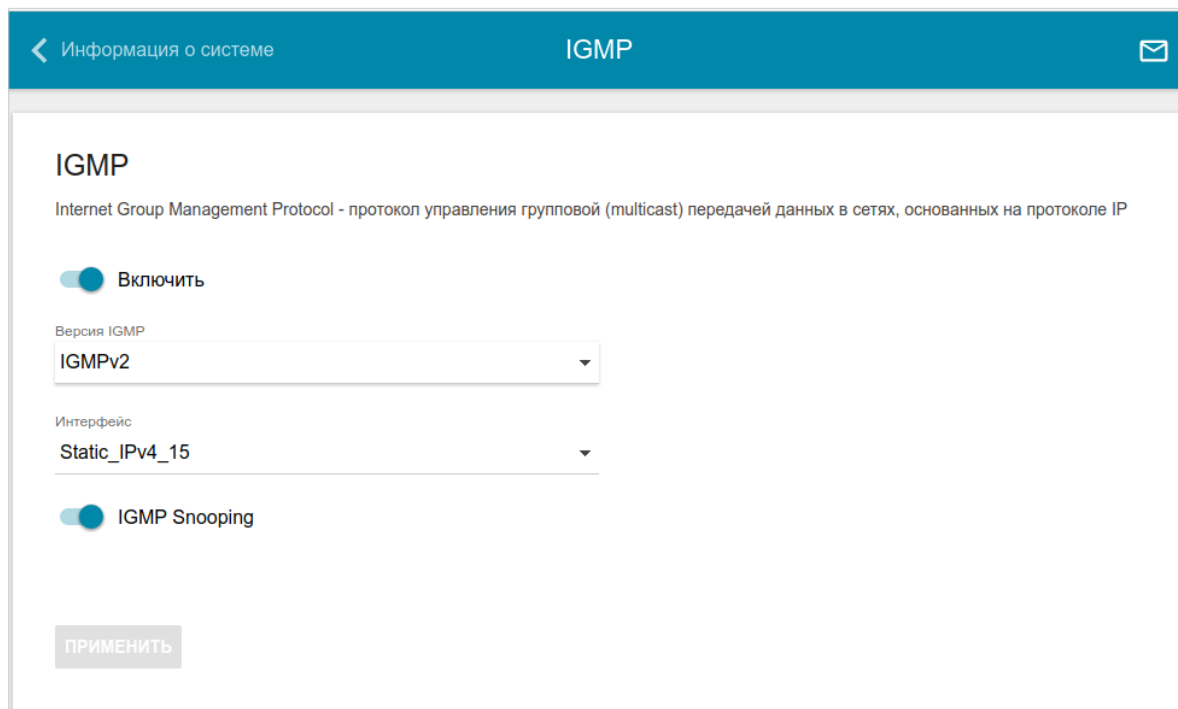 Информация о системе
IGMP
IGMP
Internet Group Management Protocol - протокол управления групповой (multicast) передачей данных в сетях, основанных на протоколе IP
Включить
Версия IGMP
IGMPv2
Интерфейс
Static_IPv4_15
IGMP Snooping
ПРИМЕНИТЬ